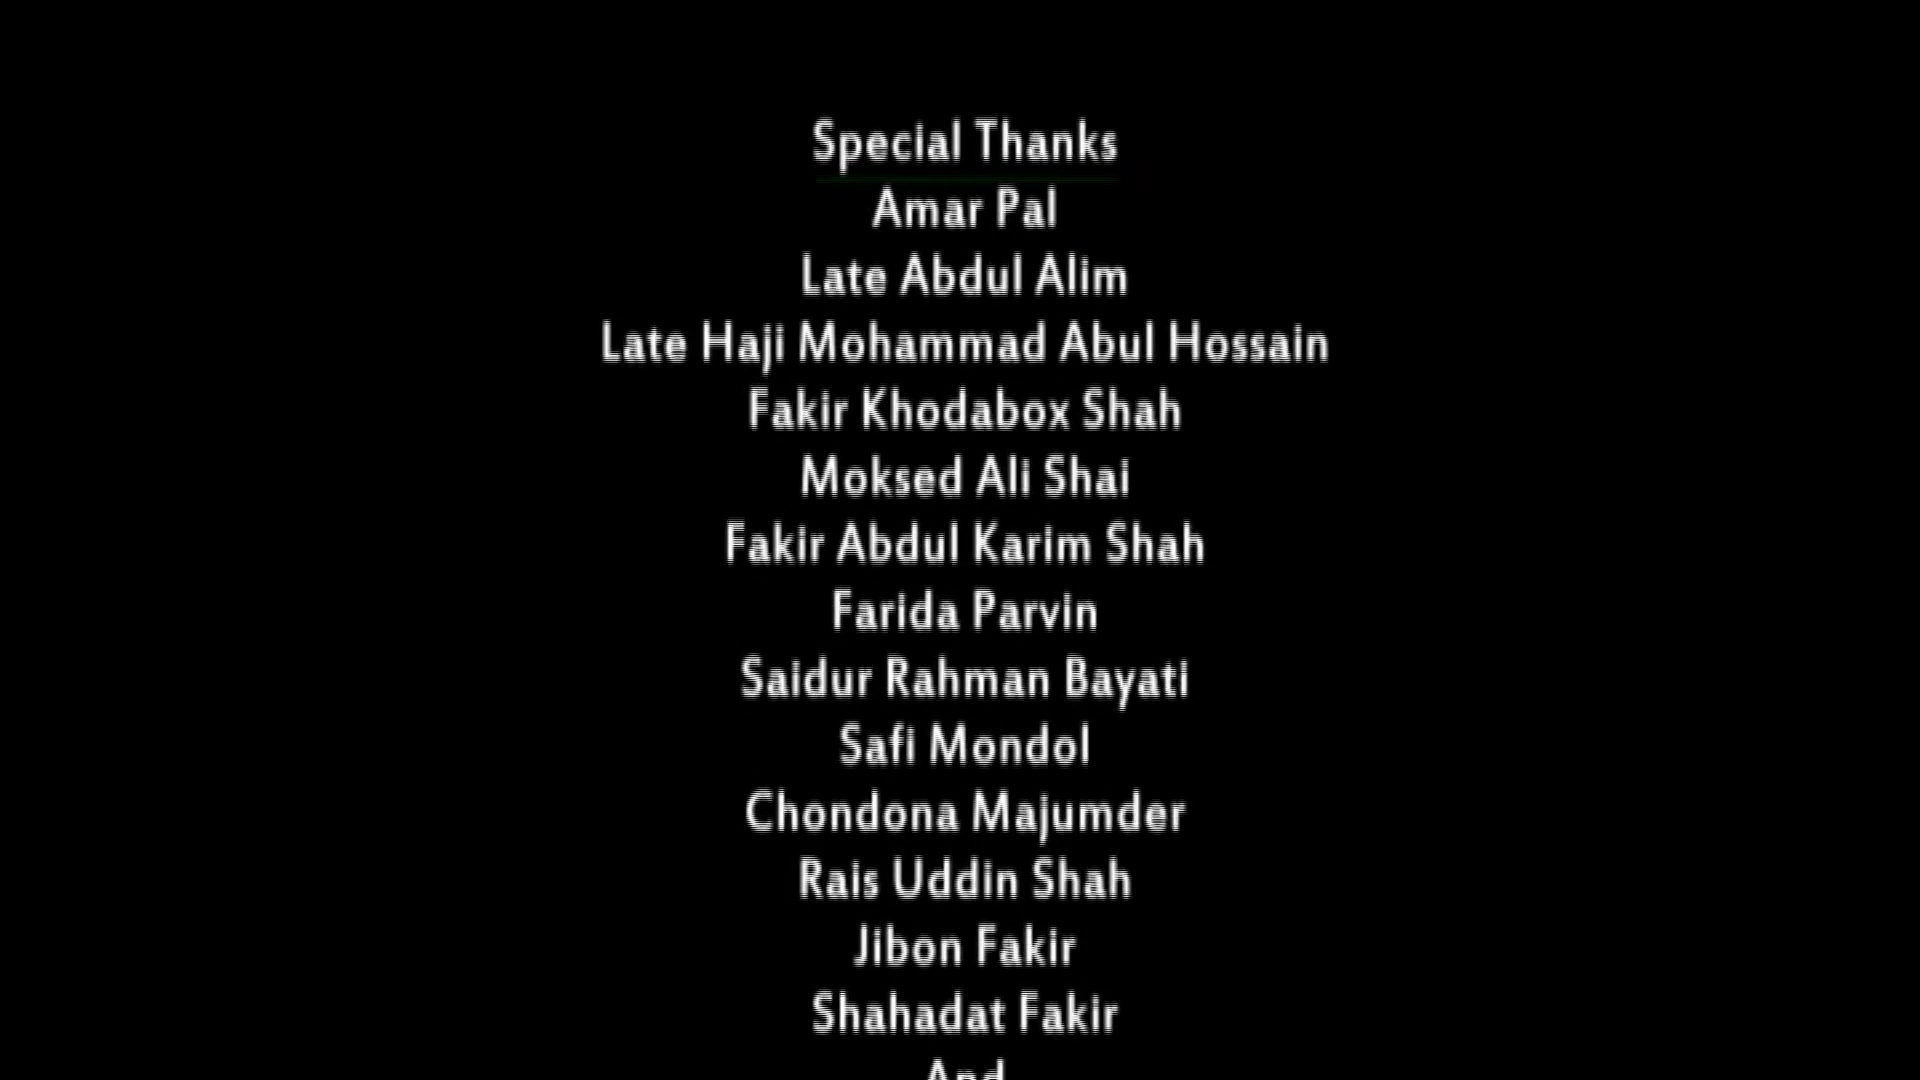 Special Thanks
Amar Pal
Late Abdul Alim
Late Haji Mohammad Abul Hossain
Fakir Khodabox Shah
Moksed Ali Shai
Fakir Abdul Karim Shah
Farida Parvin
Saidur Rahman Bayati
Safi Mondol
Chondona Majumder
Rais Uddin Shah
Jibon Fakir
Shahadat Fakir
And